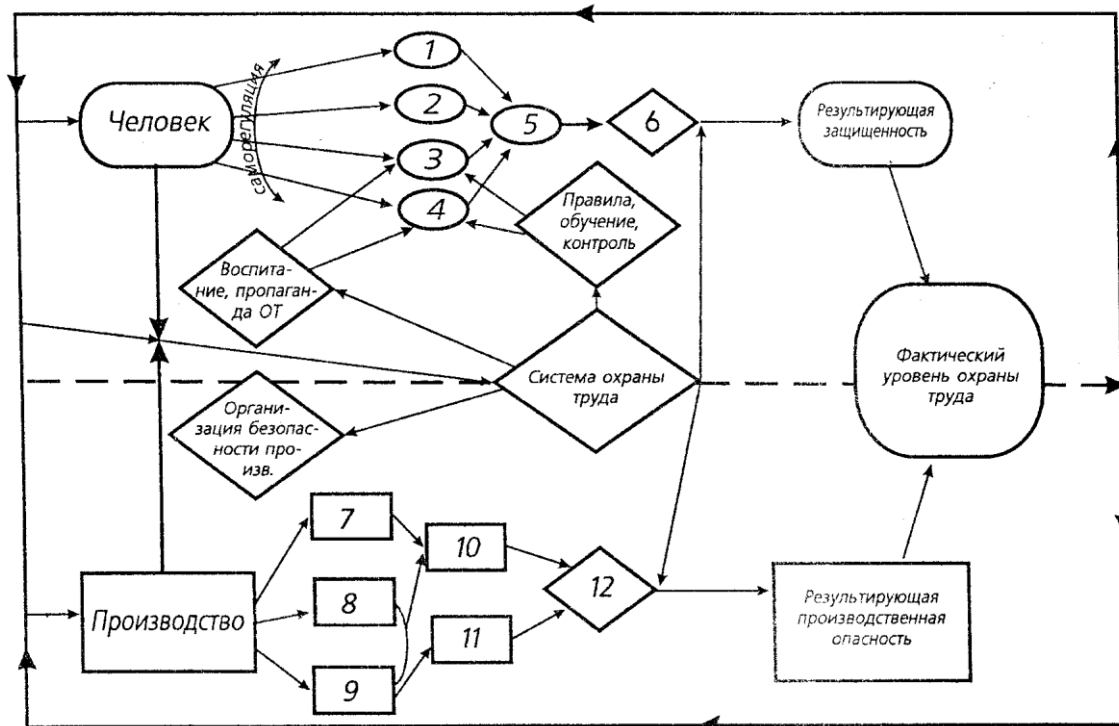 1
Человек
саморегуляция
2
5
6
Результирующая
защищенность
3
4
Правила,
обучение,
контроль
Воспита-
ние, пропаган-
да ОТ
Система охраны
труда
Фактический
уровень охраны
труда
Органи-
зация безопас-
ности про-
изв.
7
10
8
12
Производство
11
9
Результирующая
производственная
опасность